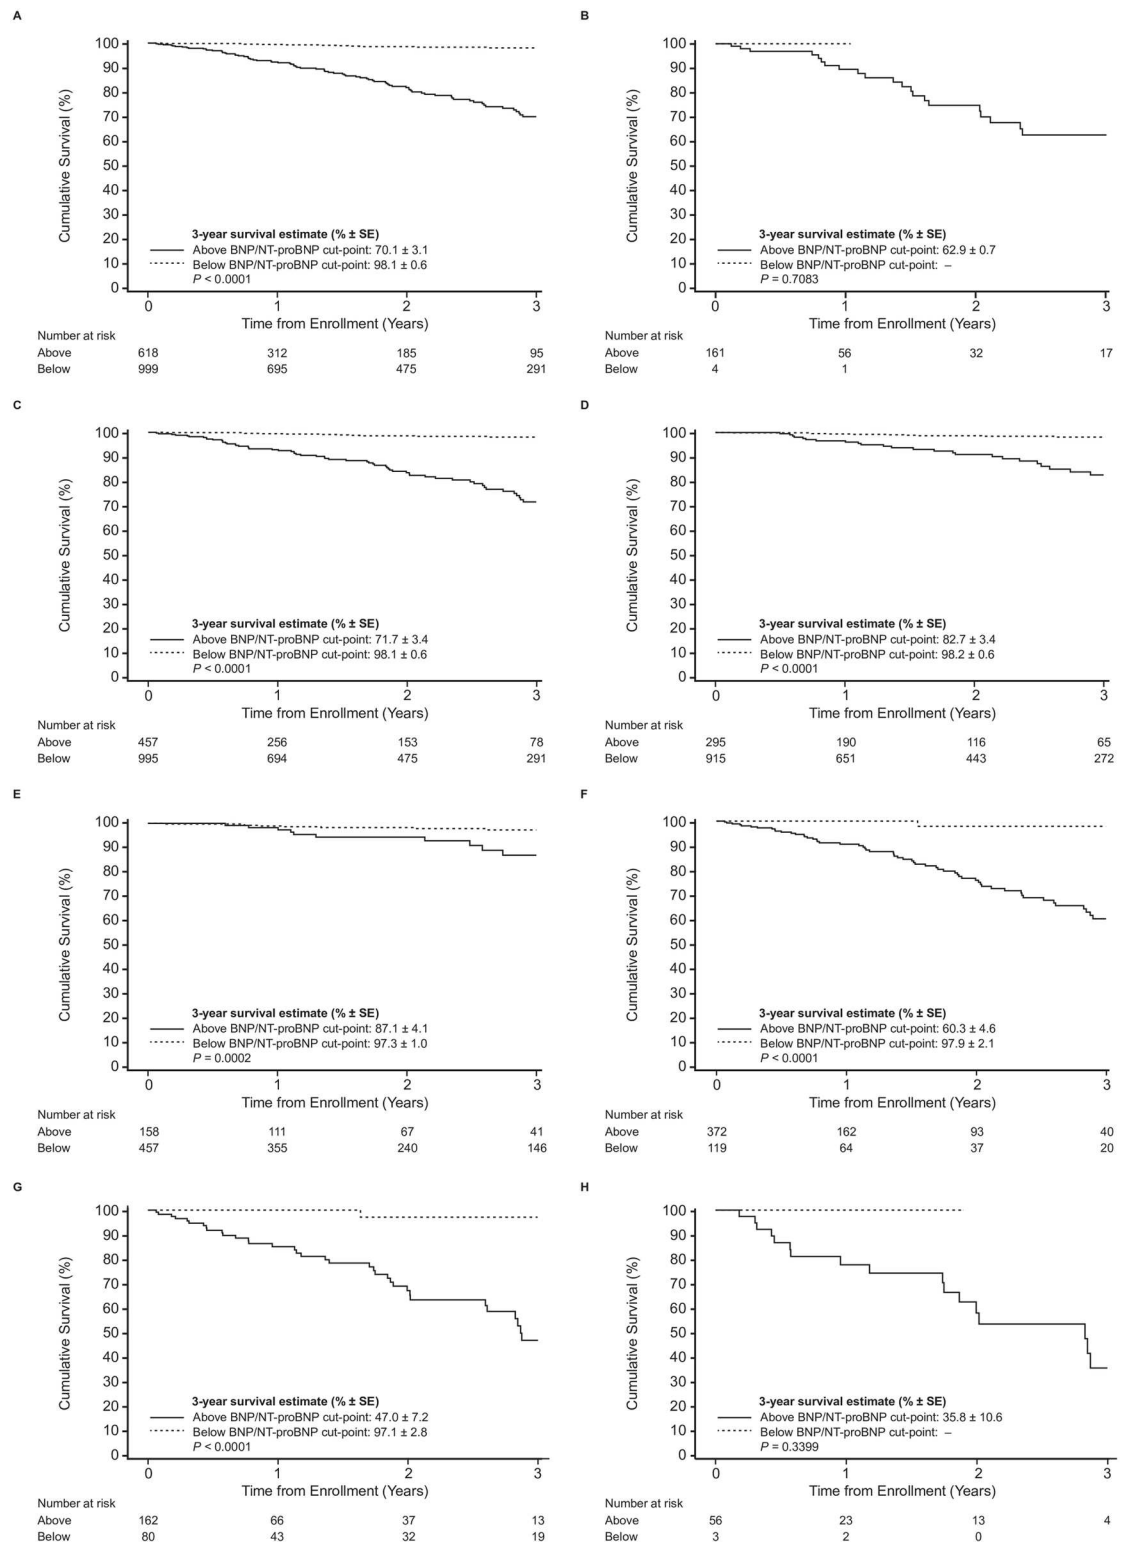 A
Cumulative Survival (%)
100
90
80
70
60
50
40
30
20
10
0
3-year survival estimate (% ± SE)
Above BNP/NT-proBNP cut-point: 70.1 ± 3.1
Below BNP/NT-proBNP cut-point: 98.1 ± 0.6
P < 0.0001
0 1 2 3
Time from Enrollment (Years)
Number at risk
Above 618 312 185 95
Below 999 695 475 291
B
Cumulative Survival (%)
100
90
80
70
60
50
40
30
20
10
0
3-year survival estimate (% ± SE)
Above BNP/NT-proBNP cut-point: 62.9 ± 0.7
Below BNP/NT-proBNP cut-point: –
P = 0.7083
0 1 2 3
Time from Enrollment (Years)
Number at risk
Above 161 56 32 17
Below 4 1
C
Cumulative Survival (%)
100
90
80
70
60
50
40
30
20
10
0
3-year survival estimate (% ± SE)
Above BNP/NT-proBNP cut-point: 71.7 ± 3.4
Below BNP/NT-proBNP cut-point: 98.1 ± 0.6
P < 0.0001
0 1 2 3
Time from Enrollment (Years)
Number at risk
Above 457 256 153 78
Below 995 694 475 291
D
Cumulative Survival (%)
100
90
80
70
60
50
40
30
20
10
0
3-year survival estimate (% ± SE)
Above BNP/NT-proBNP cut-point: 82.7 ± 3.4
Below BNP/NT-proBNP cut-point: 98.2 ± 0.6
P < 0.0001
0 1 2 3
Time from Enrollment (Years)
Number at risk
Above 295 190 116 65
Below 915 651 443 272
E
Cumulative Survival (%)
100
90
80
70
60
50
40
30
20
10
0
3-year survival estimate (% ± SE)
Above BNP/NT-proBNP cut-point: 87.1 ± 4.1
Below BNP/NT-proBNP cut-point: 97.3 ± 1.0
P = 0.0002
0 1 2 3
Time from Enrollment (Years)
Number at risk
Above 158 111 67 41
Below 457 355 240 146
F
Cumulative Survival (%)
100
90
80
70
60
50
40
30
20
10
0
3-year survival estimate (% ± SE)
Above BNP/NT-proBNP cut-point: 60.3 ± 4.6
Below BNP/NT-proBNP cut-point: 97.9 ± 2.1
P < 0.0001
0 1 2 3
Time from Enrollment (Years)
Number at risk
Above 372 162 93 40
Below 119 64 37 20
G
Cumulative Survival (%)
100
90
80
70
60
50
40
30
20
10
0
3-year survival estimate (% ± SE)
Above BNP/NT-proBNP cut-point: 47.0 ± 7.2
Below BNP/NT-proBNP cut-point: 97.1 ± 2.8
P < 0.0001
0 1 2 3
Time from Enrollment (Years)
Number at risk
Above 162 66 37 13
Below 80 43 32 19
H
Cumulative Survival (%)
100
90
80
70
60
50
40
30
20
10
0
3-year survival estimate (% ± SE)
Above BNP/NT-proBNP cut-point: 35.8 ± 10.6
Below BNP/NT-proBNP cut-point: –
P = 0.3399
0 1 2 3
Time from Enrollment (Years)
Number at risk
Above 56 23 13 4
Below 3 2 0